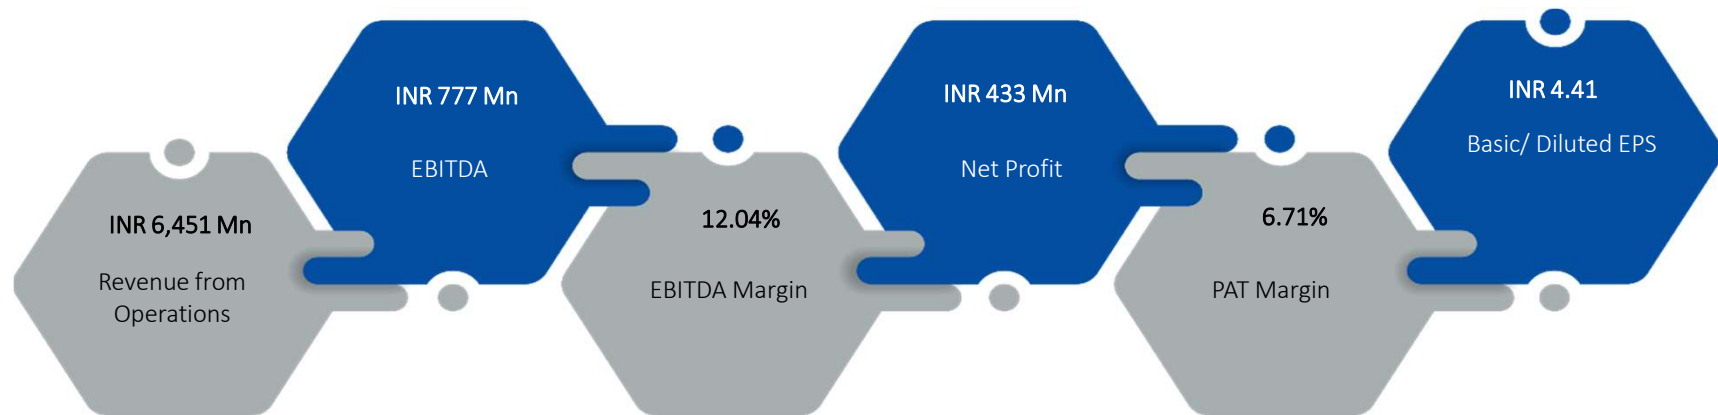 INR 6,451 Mn
Revenue from
Operations
INR 777 Mn
EBITDA
12.04%
EBITDA Margin
INR 433 Mn
Net Profit
6.71%
PAT Margin
INR 4.41
Basic/ Diluted EPS